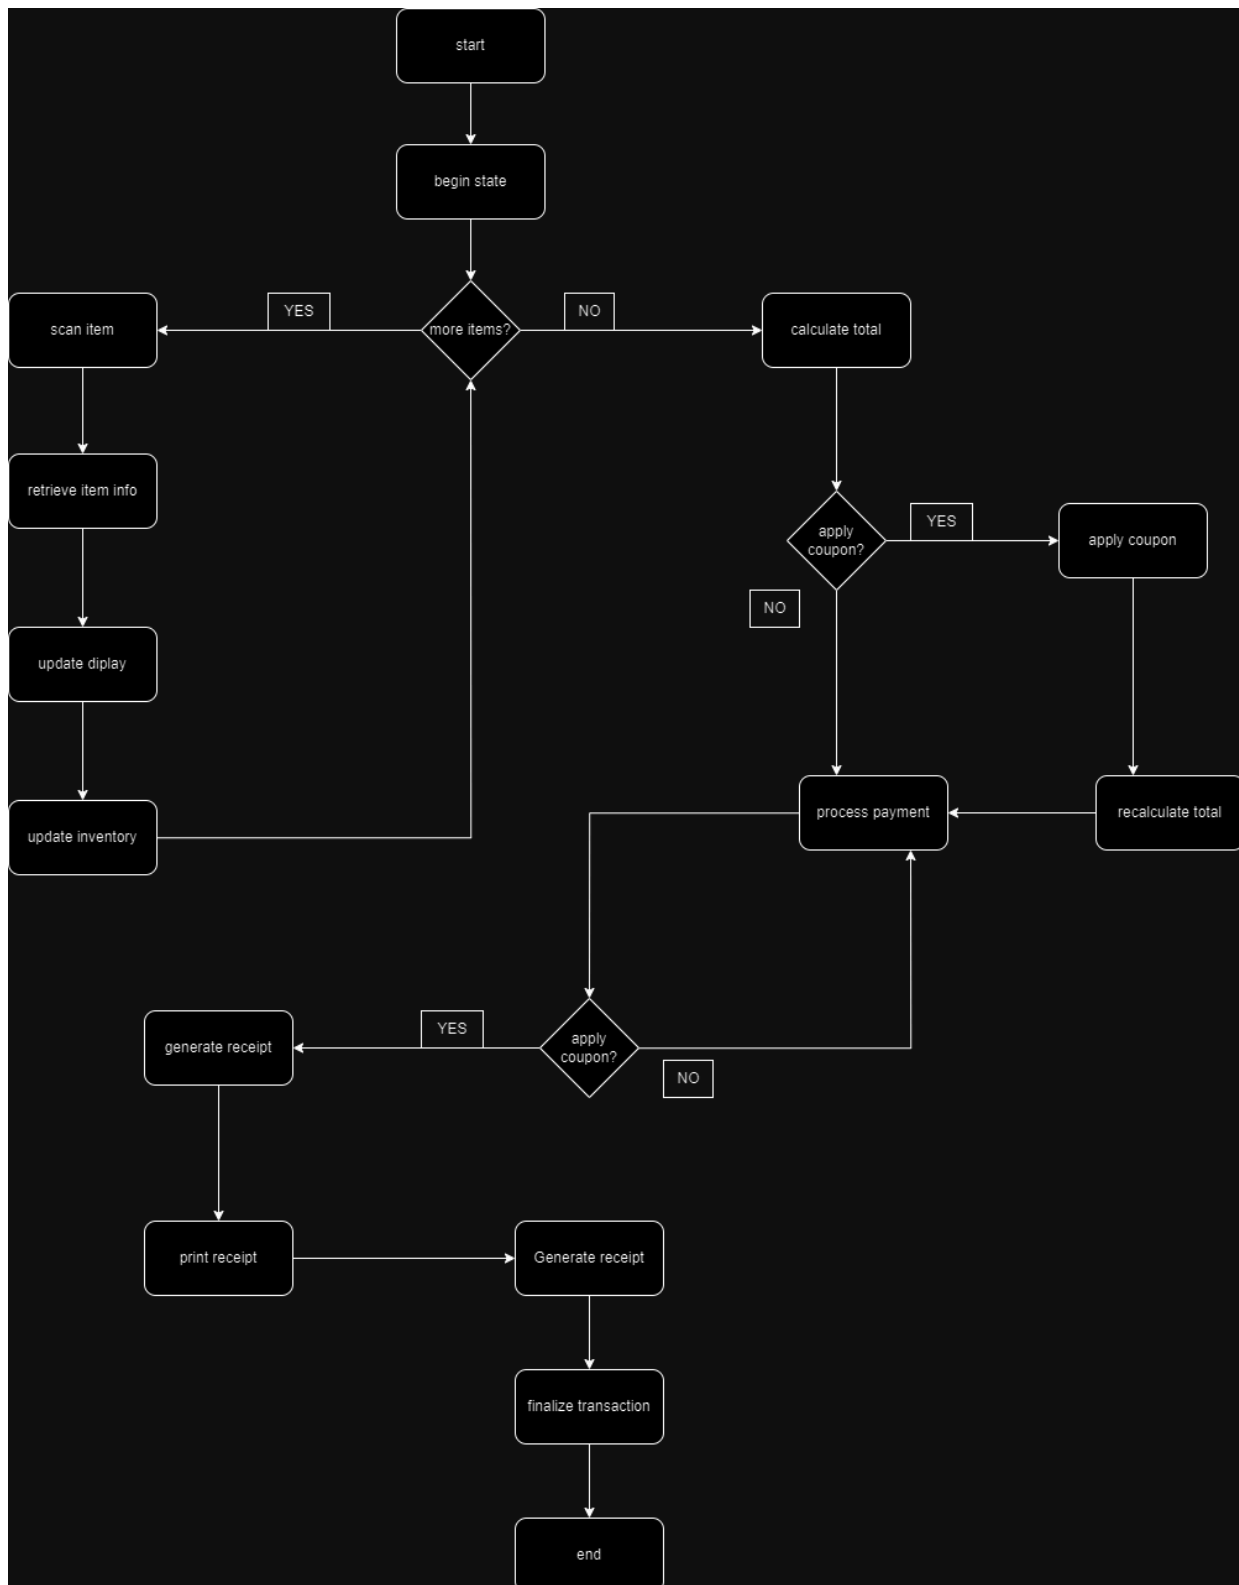 start
begin state
YES
NO
scan item
more items?
calculate total
retrieve item info
apply
coupon?
YES
apply coupon
NO
update diplay
update inventory
process payment
recalculate total
generate receipt
YES
apply
coupon?
NO
print receipt
Generate receipt
finalize transaction
end